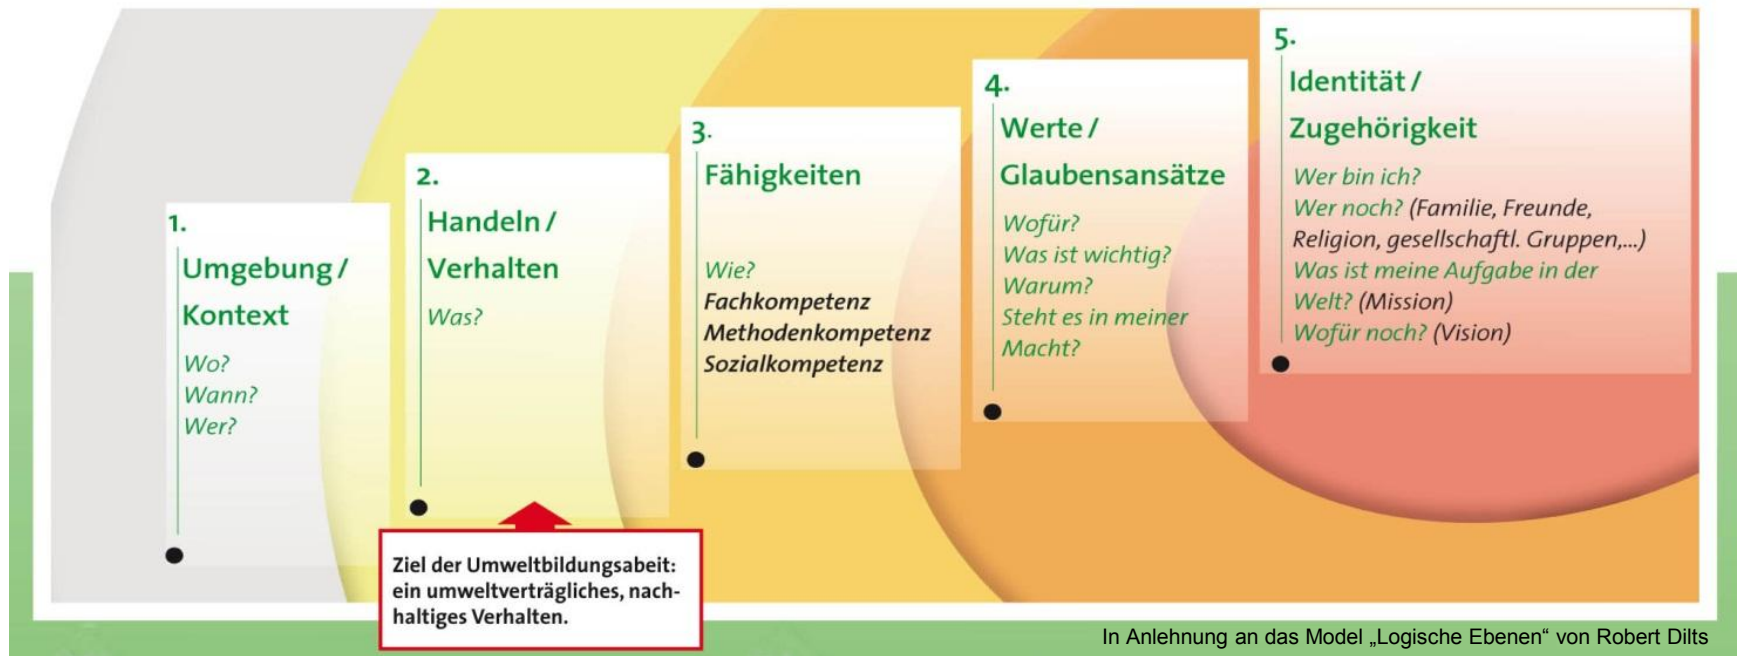 1.
Umgebung /
Kontext
Wo?
Wann?
Wer?
2.
Handeln /
Verhalten
Was?
3.
Fähigkeiten
Wie?
Fachkompetenz
Methodenkompetenz
Sozialkompetenz
4.
Werte /
Glaubensansätze
Wofür?
Was ist wichtig?
Warum?
Steht es in meiner
Macht?
5.
Identität /
Zugehörigkeit
Wer bin ich?
Wer noch? (Familie, Freunde,
Religion, gesellschaftl. Gruppen,...)
Was ist meine Aufgabe in der
Welt? (Mission)
Wofür noch? (Vision)
Ziel der Umweltbildungsabeit:
ein umweltverträgliches, nach-
haltiges Verhalten.
In Anlehnung an das Model „Logische Ebenen“ von Robert Dilts